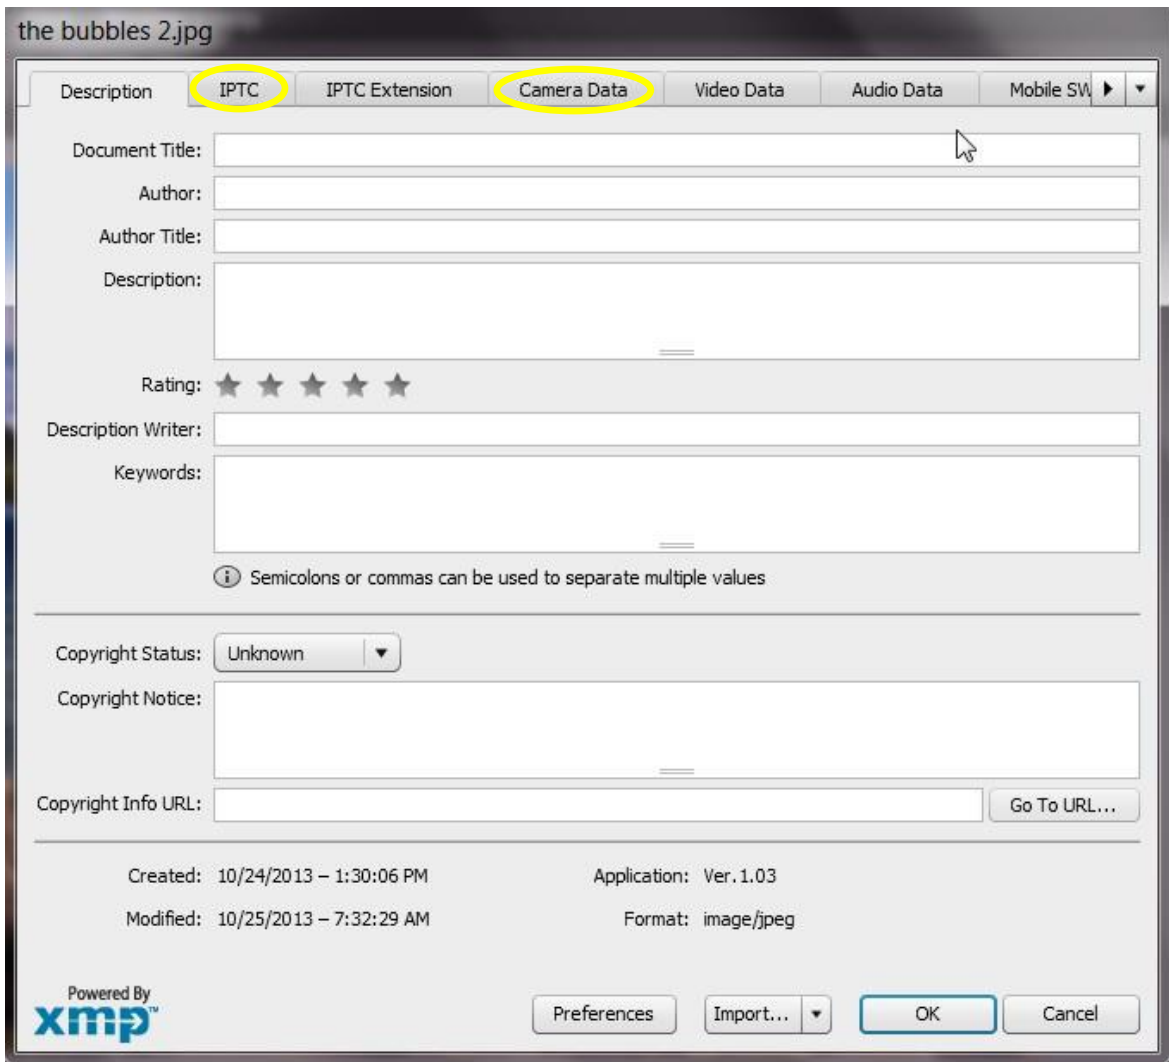 the bubbles 2.jpg
Description IPTC IPTC Extension Camera Data Video Data Audio Data Mobile SW
Document Title:
Author:
Author Title:
Description:
Rating:
Description Writer:
Keywords:
Semicolons or commas can be used to separate multiple values
Copyright Status: Unknown
Copyright Notice:
Copyright Info URL: Go To URL...
Created: 10/24/2013 – 1:30:06 PM Application: Ver.1.03
Modified: 10/25/2013 – 7:32:29 AM Format: image/jpeg
Powered By
xmp™ Preferences Import... OK Cancel